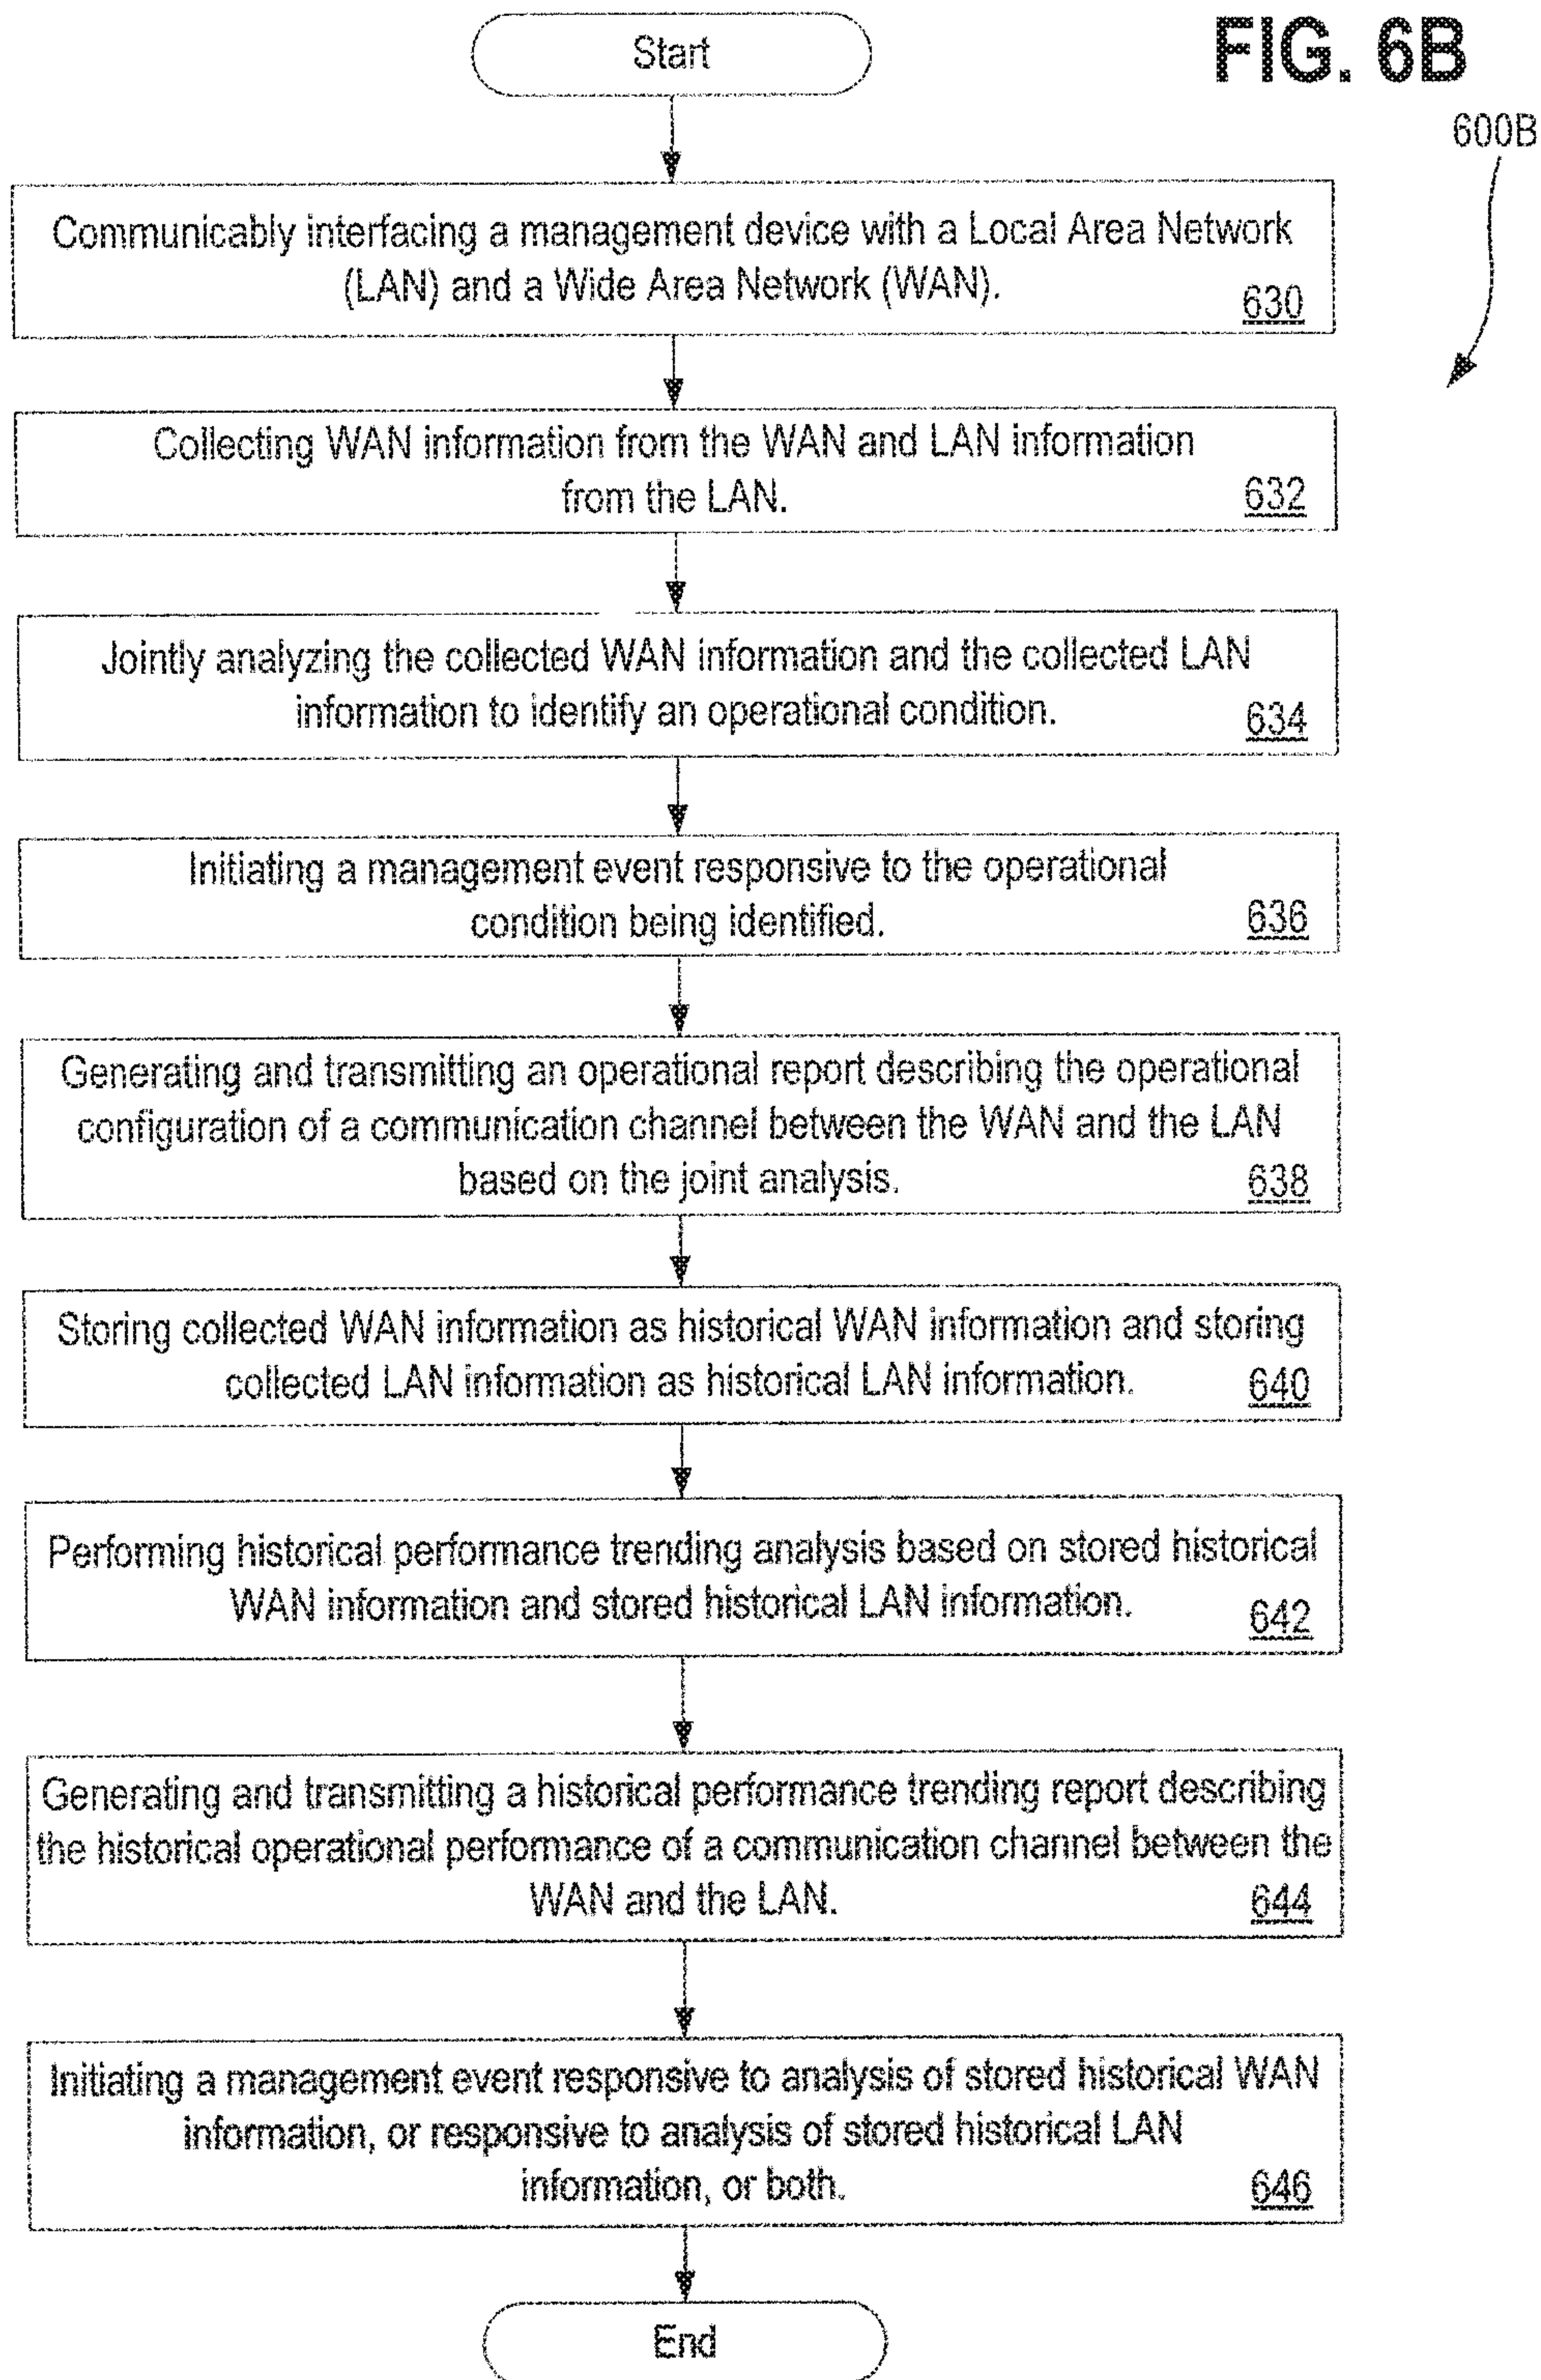 Start
FIG. 6B
600B
Communicably interfacing a management device with a Local Area Network
(LAN) and a Wide Area Network (WAN).
630
Collecting WAN information from the WAN and LAN information
from the LAN.
632
Jointly analyzing the collected WAN information and the collected LAN
information to identify an operational condition.
634
Initiating a management event responsive to the operational
condition being identified.
636
Generating and transmitting an operational report describing the operational
configuration of a communication channel between the WAN and the LAN
based on the joint analysis.
638
Storing collected WAN information as historical WAN information and storing
collected LAN information as historical LAN information.
640
Performing historical performance trending analysis based on stored historical
WAN information and stored historical LAN information.
642
Generating and transmitting a historical performance trending report describing
the historical operational performance of a communication channel between the
WAN and the LAN.
644
Initiating a management event responsive to analysis of stored historical WAN
information, or responsive to analysis of stored historical LAN
information, or both.
646
End